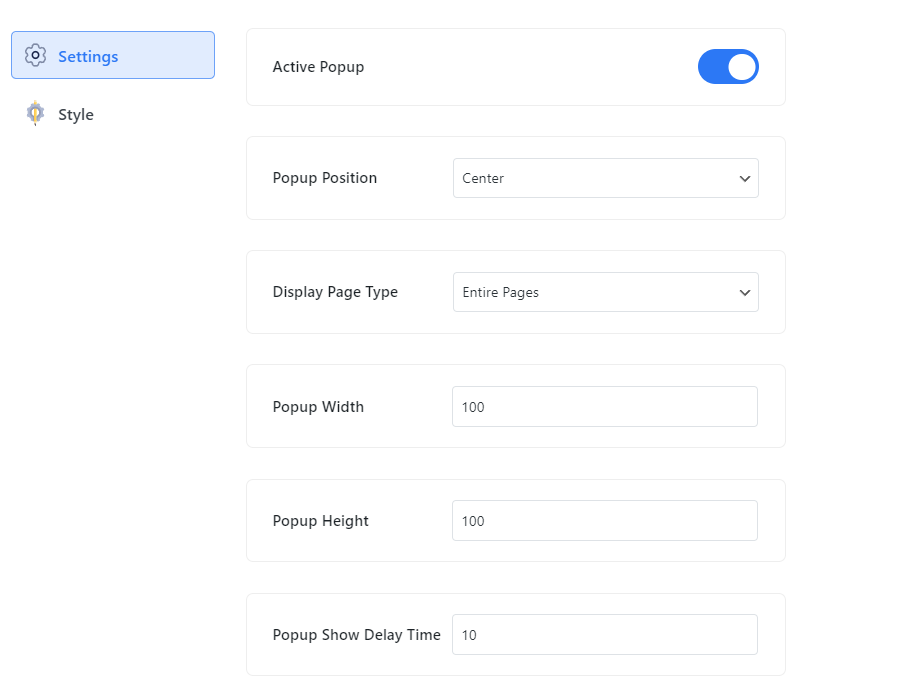 Settings
Style
Active Popup
Popup Position
Center
Display Page Type
Entire Pages
Popup Width
100
Popup Height
100
Popup Show Delay Time
10